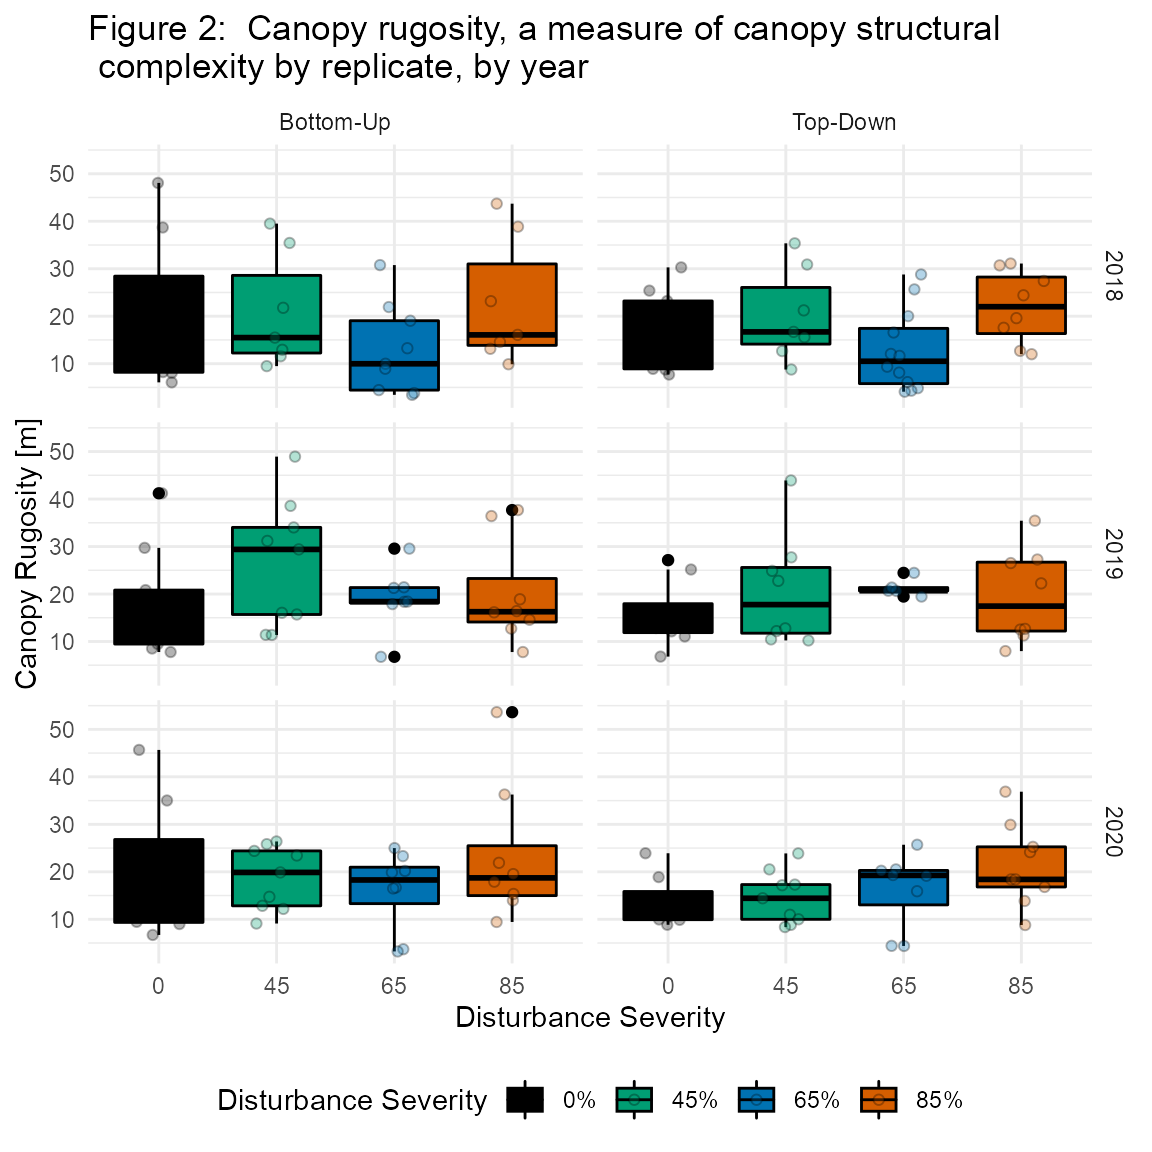 Figure 2:  Canopy rugosity, a measure of canopy structural
complexity by replicate, by year
Bottom-Up
Top-Down
50
40
30
20
10
2018
50
40
30
20
10
2019
50
40
30
20
10
2020
Canopy Rugosity [m]
0 45 65 85
0 45 65 85
Disturbance Severity
Disturbance Severity 0% 45% 65% 85%